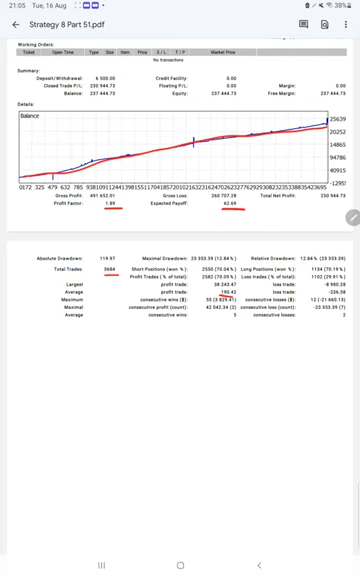 21:05 Tue, 16 Aug 38%
Strategy 8 Part 51.pdf
Working Orders:
Ticket Open Time Type Size Item Price S / L T / P Market Price
No transactions
Summary:
Deposit/Withdrawal: 6 500.00 Credit Facility: 0.00
Closed Trade P/L: 230 944.73 Floating P/L: 0.00 Margin: 0.00
Balance: 237 444.73 Equity: 237 444.73 Free Margin: 237 444.73
Details:
Balance
25639
20252
14865
94786
40915
-12955
Profit Factor: 1.89 Expected Payoff: 62.69
Gross Profit: 491 652.01 Gross Loss: 260 707.28 Total Net Profit: 230 944.73
Absolute Drawdown: 119.97 Maximal Drawdown: 23 353.39 (12.84 %) Relative Drawdown: 12.84 % (23 353.39)
Total Trades: 3684 Short Positions (won %): 2550 (70.04 %) Long Positions (won %): 1134 (70.19 %)
Profit Trades (% of total): 2582 (70.09 %) Loss trades (% of total): 1102 (29.91 %)
Largest profit trade: 38 243.47 loss trade: -8 980.28
Average profit trade: 190.42 loss trade: -236.58
Maximum consecutive wins ($): 55 (3 829.41) consecutive losses ($): 12 (-21 660.13)
Maximal consecutive profit (count): 42 042.34 (2) consecutive loss (count): -23 353.39 (7)
Average consecutive wins: 5 consecutive losses: 2